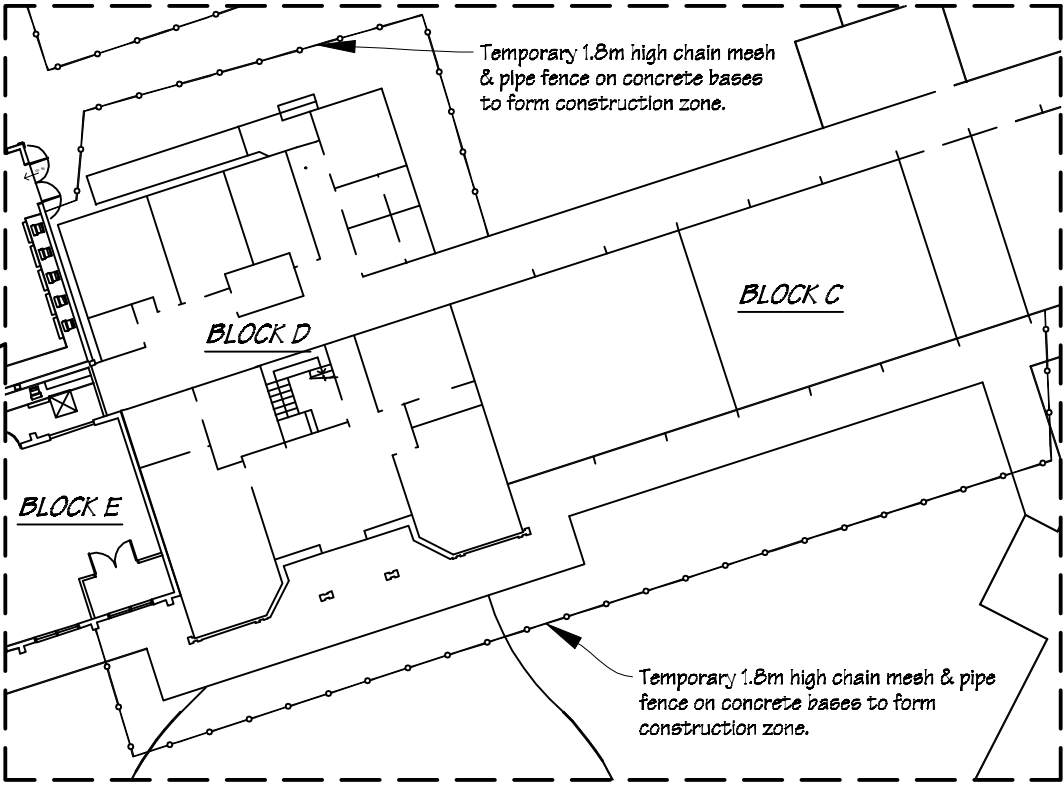 Temporary 1.8m high chain mesh
& pipe fence on concrete bases
to form construction zone.
BLOCK C
BLOCK D
BLOCK E
Temporary 1.8m high chain mesh & pipe
fence on concrete bases to form
construction zone.